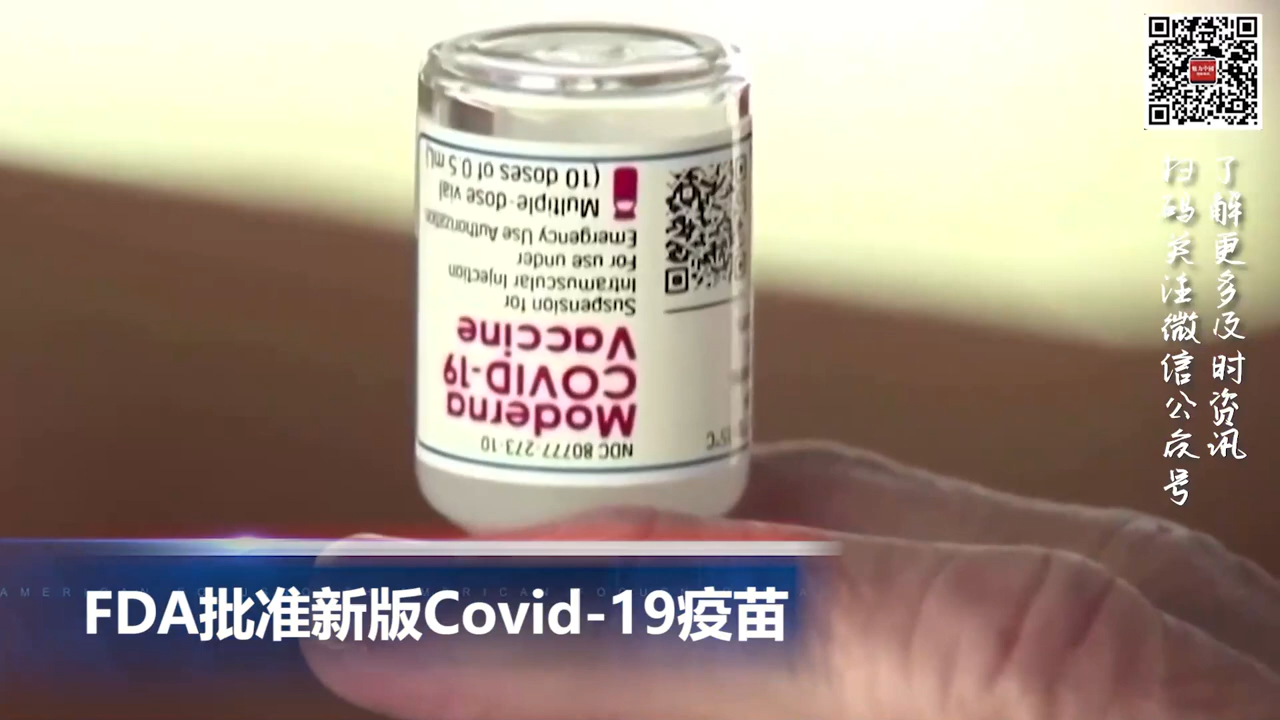 了解更多及时资讯
扫码关注微信公众号
NDC 80777-273-10
Moderna
COVID-19
Vaccine
Suspension for
Intramuscular Injection
For use under
Emergency Use Authorization
Multiple-dose vial
(10 doses of 0.5 mL)
FDA批准新版Covid-19疫苗